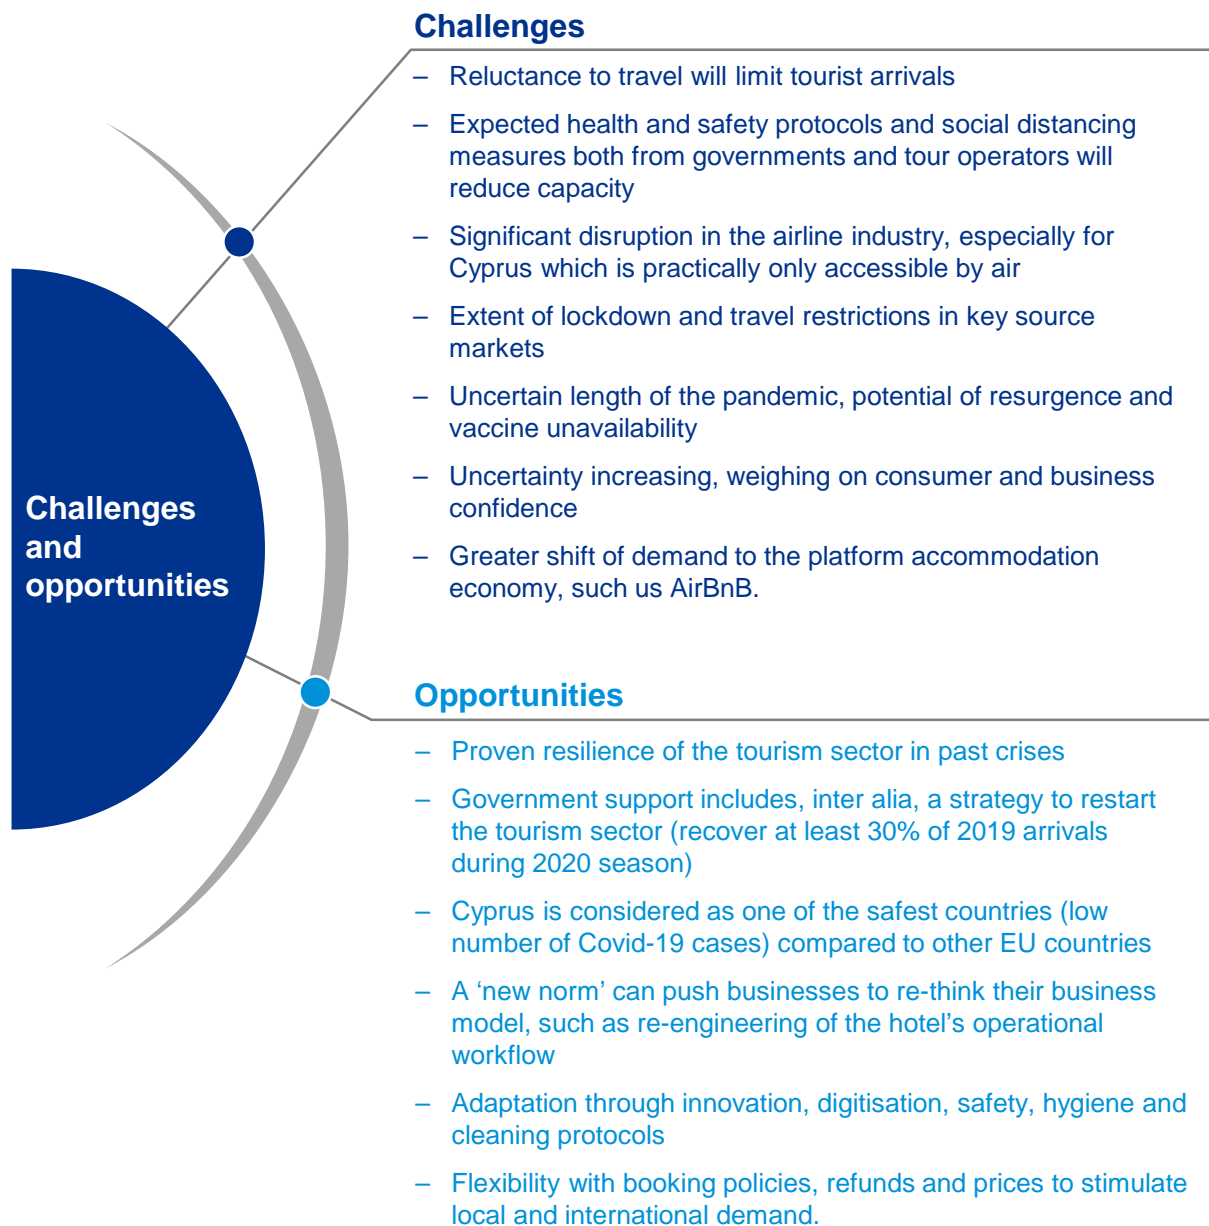 Challenges
– Reluctance to travel will limit tourist arrivals
– Expected health and safety protocols and social distancing
measures both from governments and tour operators will
reduce capacity
– Significant disruption in the airline industry, especially for
Cyprus which is practically only accessible by air
– Extent of lockdown and travel restrictions in key source
markets
– Uncertain length of the pandemic, potential of resurgence and
vaccine unavailability
– Uncertainty increasing, weighing on consumer and business
confidence
– Greater shift of demand to the platform accommodation
economy, such us AirBnB.
Challenges
and
opportunities
Opportunities
– Proven resilience of the tourism sector in past crises
– Government support includes, inter alia, a strategy to restart
the tourism sector (recover at least 30% of 2019 arrivals
during 2020 season)
– Cyprus is considered as one of the safest countries (low
number of Covid-19 cases) compared to other EU countries
– A ‘new norm’ can push businesses to re-think their business
model, such as re-engineering of the hotel’s operational
workflow
– Adaptation through innovation, digitisation, safety, hygiene and
cleaning protocols
– Flexibility with booking policies, refunds and prices to stimulate
local and international demand.